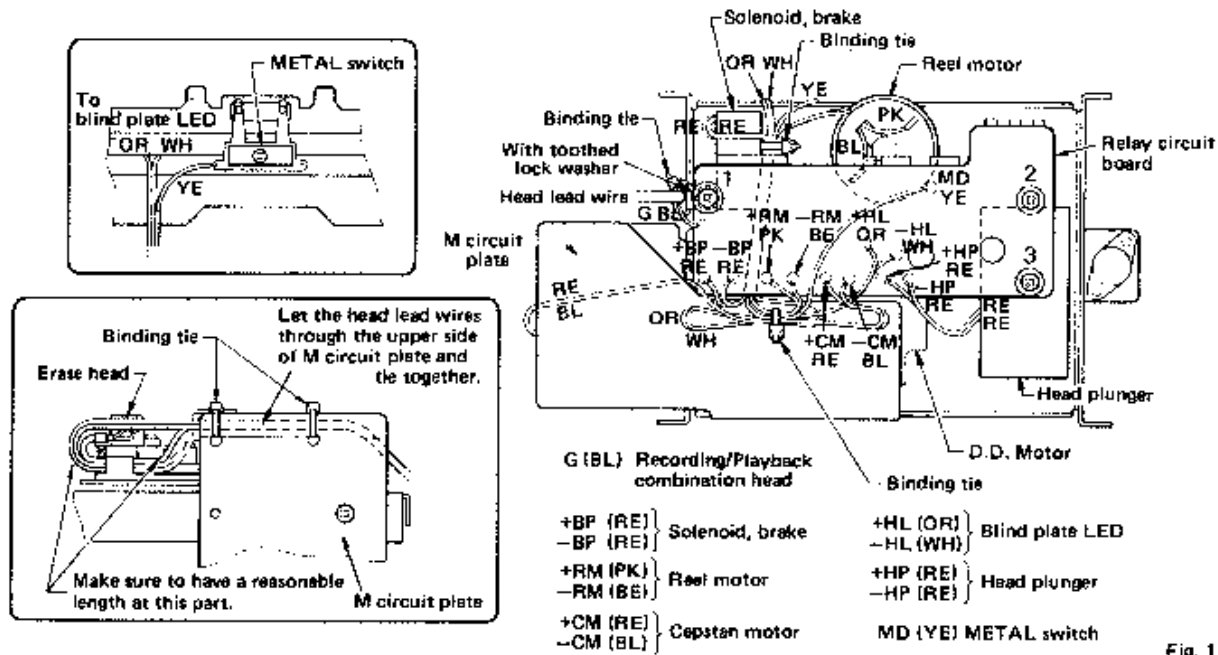 METAL switch
To
blind plate LED
OR WH
YE
Binding tie
Erase head
Let the head lead wires
through the upper side
of M circuit plate and
tie together.
Make sure to have a reasonable
length at this part.
M circuit plate
Solenoid, brake
Binding tie
OR WH
YE
Reel motor
PK
BL
RE
RE
Binding tie
With toothed
lock washer
Head lead wire
G BL
1
2
3
Relay circuit
board
MD
YE
M circuit
plate
+RM
PK
-RM
BE
+HL
OR
-HL
WH
+HP
RE
-HP
RE
+BP
RE
-BP
RE
RE
BL
OR
WH
+CM
RE
-CM
BL
RE
RE
Head plunger
D.D. Motor
Binding tie
G (BL) Recording/Playback
combination head
+BP (RE)
-BP (RE)
Solenoid, brake
+RM (PK)
-RM (BE)
Reel motor
+CM (RE)
-CM (BL)
Capstan motor
+HL (OR)
-HL (WH)
Blind plate LED
+HP (RE)
-HP (RE)
Head plunger
MD (YE) METAL switch
Fig. 1